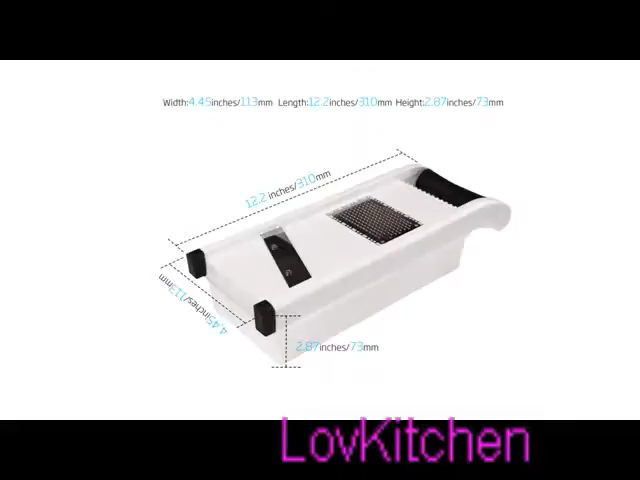 Width:4.45inches/113mm Length:12.2inches/310mm Height:2.87inches/73mm
12.2 inches/310mm
4.45inches/113mm
2.87inches/73mm
LovKitchen